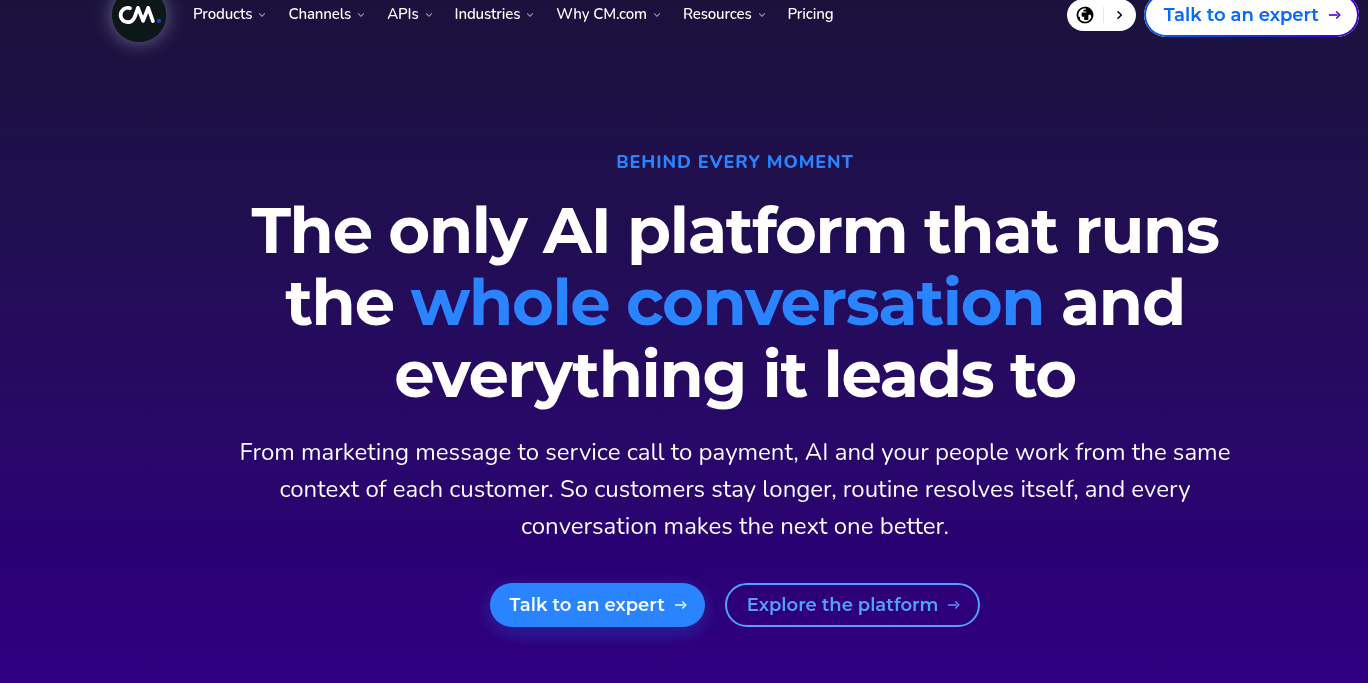 CM.
Products
Channels
APIs
Industries
Why CM.com
Resources
Pricing
Talk to an expert →
BEHIND EVERY MOMENT
The only AI platform that runs
the whole conversation and
everything it leads to
From marketing message to service call to payment, AI and your people work from the same
context of each customer. So customers stay longer, routine resolves itself, and every
conversation makes the next one better.
Talk to an expert →
Explore the platform →